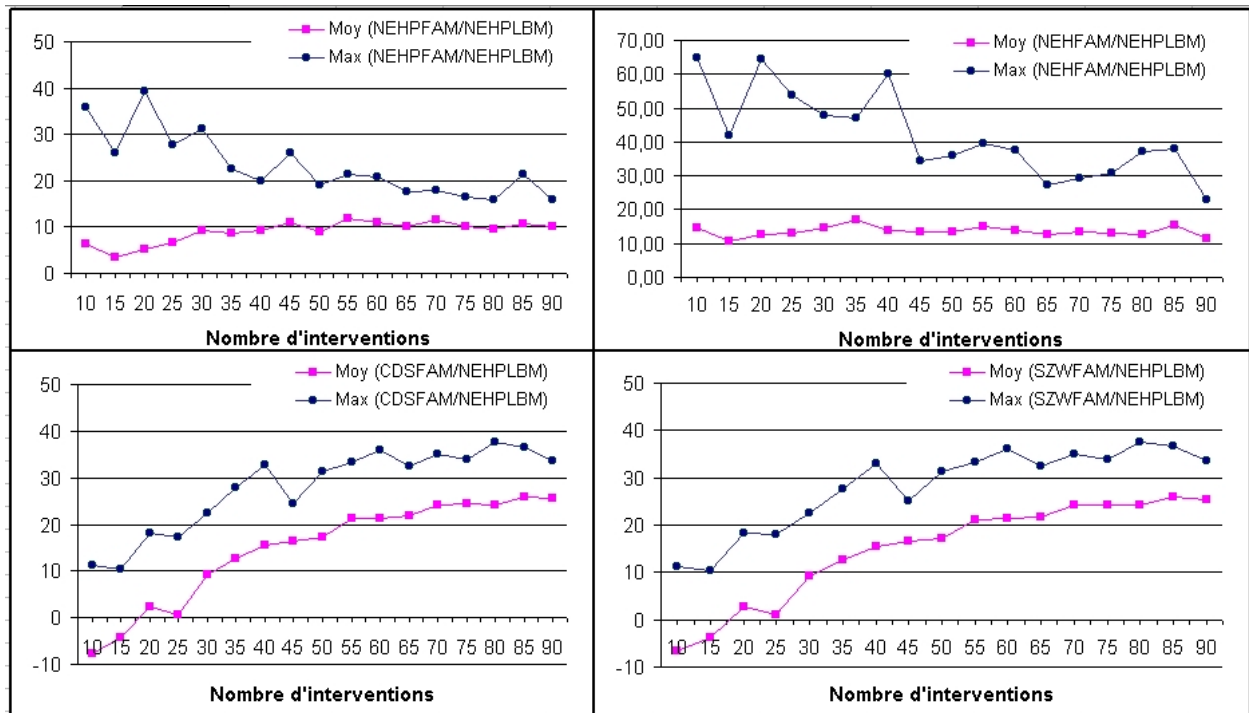 Moy (NEHPFAM/NEHPLBM)
Max (NEHPFAM/NEHPLBM)
50
40
30
20
10
0
10 15 20 25 30 35 40 45 50 55 60 65 70 75 80 85 90
Nombre d'interventions
Moy (NEHFAM/NEHPLBM)
Max (NEHFAM/NEHPLBM)
70,00
60,00
50,00
40,00
30,00
20,00
10,00
0,00
10 15 20 25 30 35 40 45 50 55 60 65 70 75 80 85 90
Nombre d'interventions
Moy (CDSFAM/NEHPLBM)
Max (CDSFAM/NEHPLBM)
50
40
30
20
10
0
-10
10 15 20 25 30 35 40 45 50 55 60 65 70 75 80 85 90
Nombre d'interventions
Moy (SZWFAM/NEHPLBM)
Max (SZWFAM/NEHPLBM)
50
40
30
20
10
0
-10
10 15 20 25 30 35 40 45 50 55 60 65 70 75 80 85 90
Nombre d'interventions